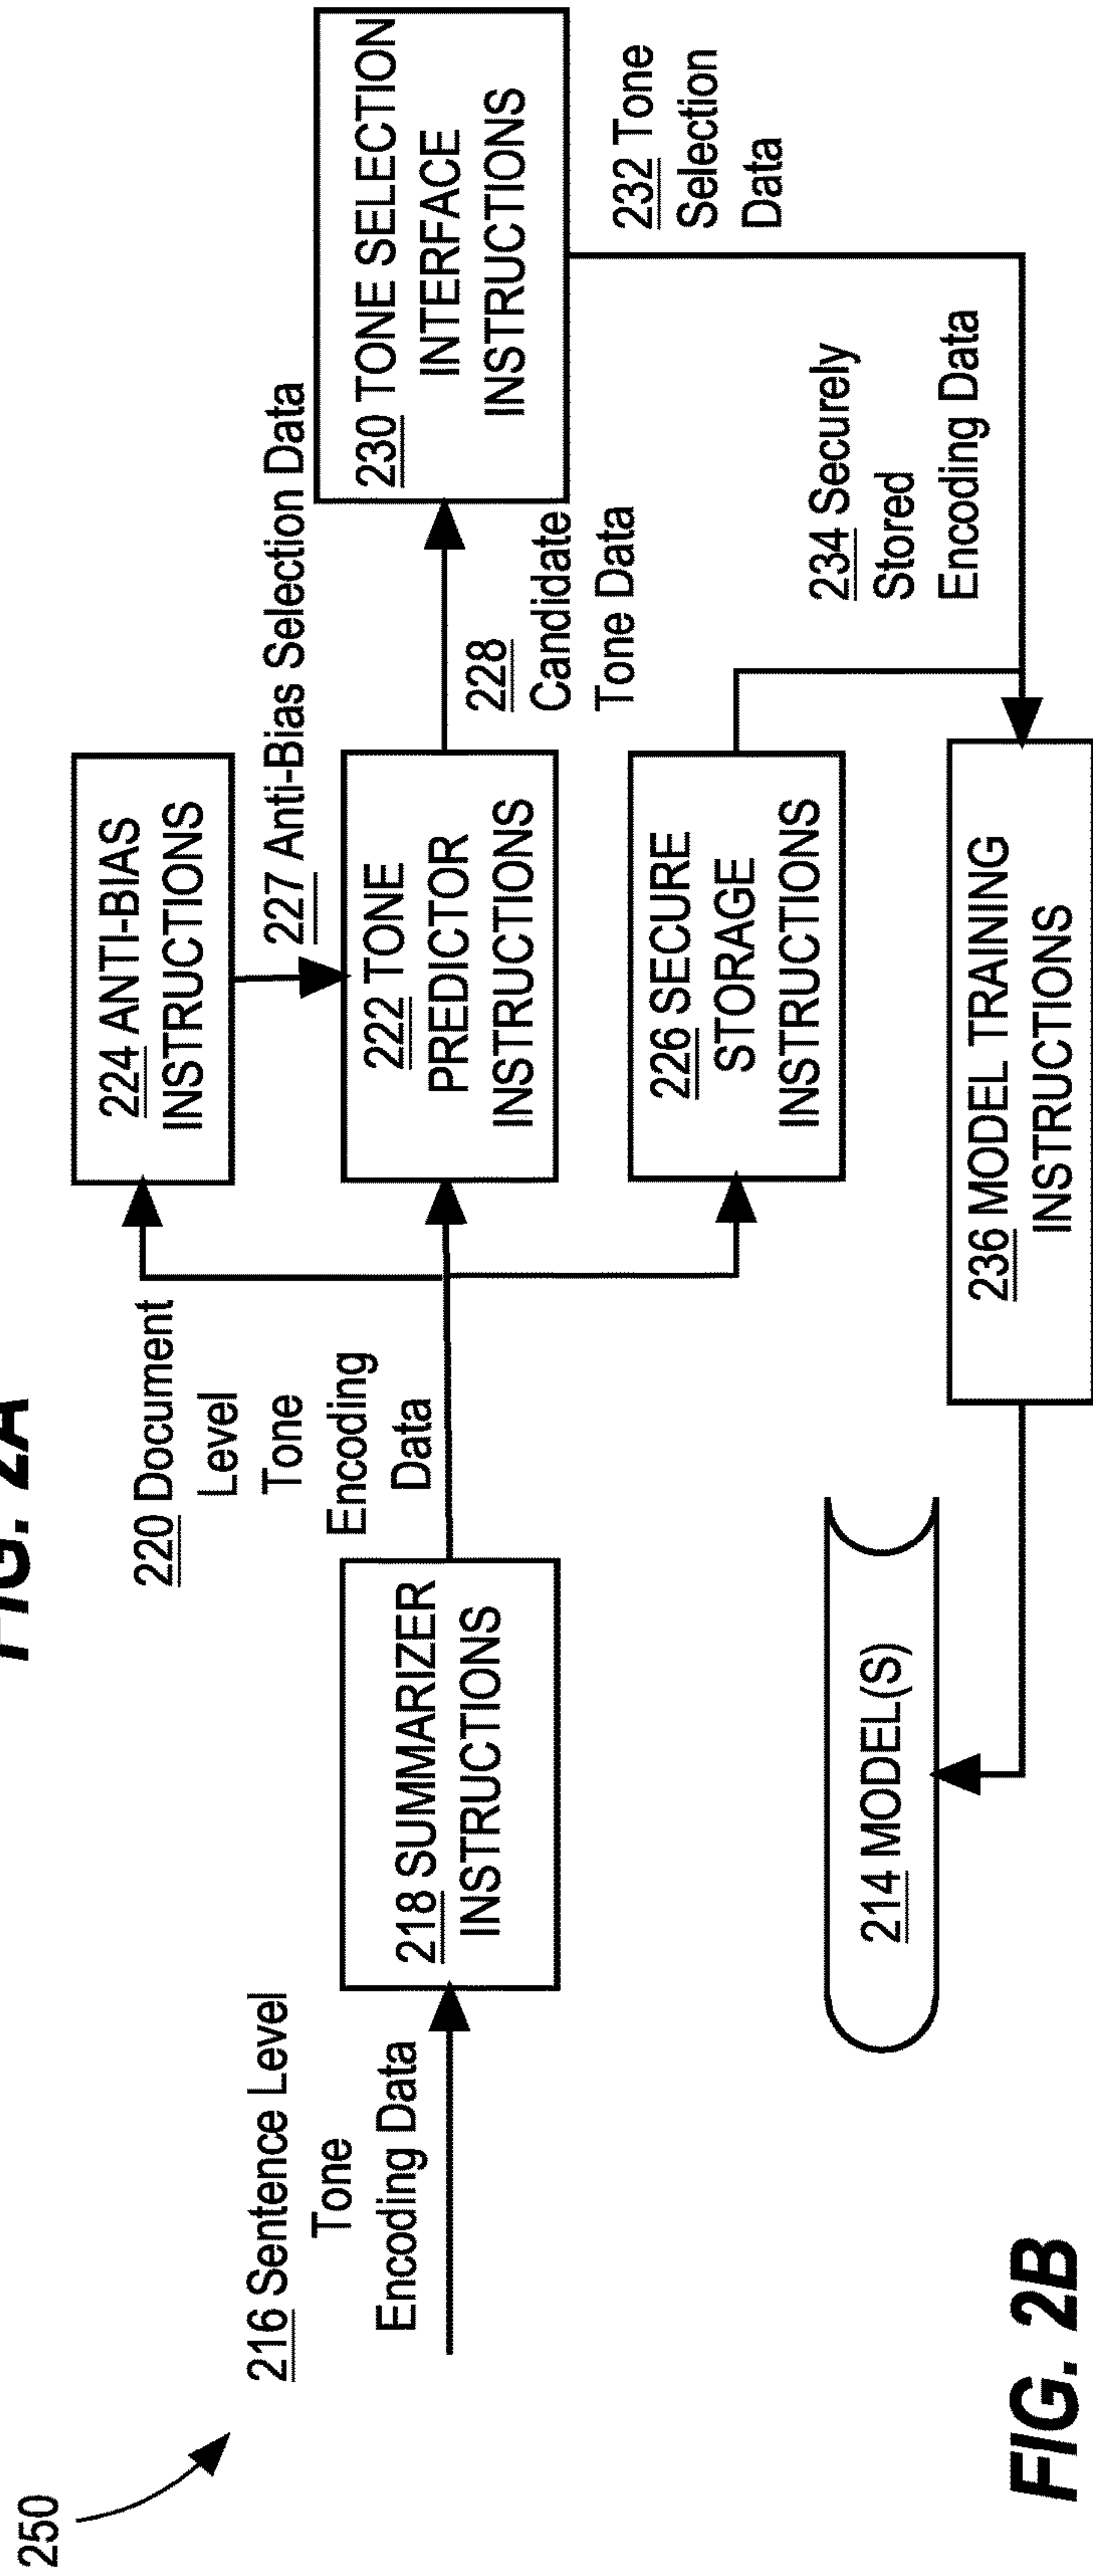 FIG. 2A
250
216 Sentence Level
Tone
Encoding Data
218 SUMMARIZER
INSTRUCTIONS
220 Document
Level
Tone
Encoding
Data
224 ANTI-BIAS
INSTRUCTIONS
227 Anti-Bias Selection Data
222 TONE
PREDICTOR
INSTRUCTIONS
228
Candidate
Tone Data
230 TONE SELECTION
INTERFACE
INSTRUCTIONS
232 Tone
Selection
Data
226 SECURE
STORAGE
INSTRUCTIONS
234 Securely
Stored
Encoding Data
236 MODEL TRAINING
INSTRUCTIONS
214 MODEL(S)
FIG. 2B